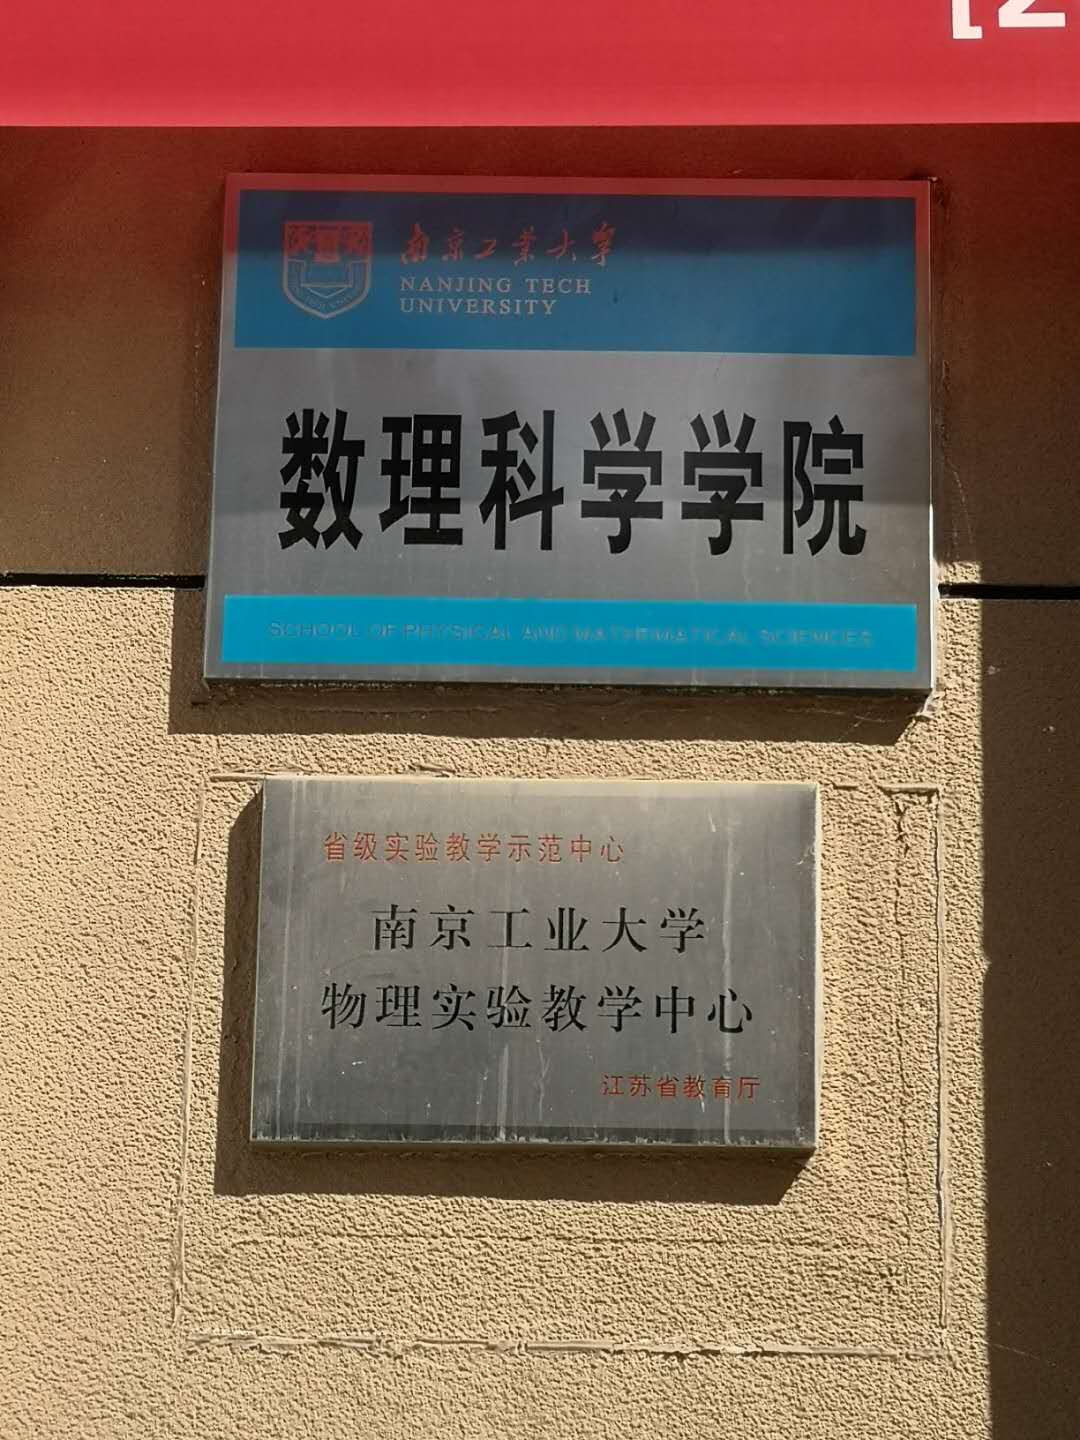 [2
南京工业大学
NANJING TECH
UNIVERSITY
数理科学学院
SCHOOL OF PHYSICAL AND MATHEMATICAL SCIENCES
省级实验教学示范中心
南京工业大学
物理实验教学中心
江苏省教育厅